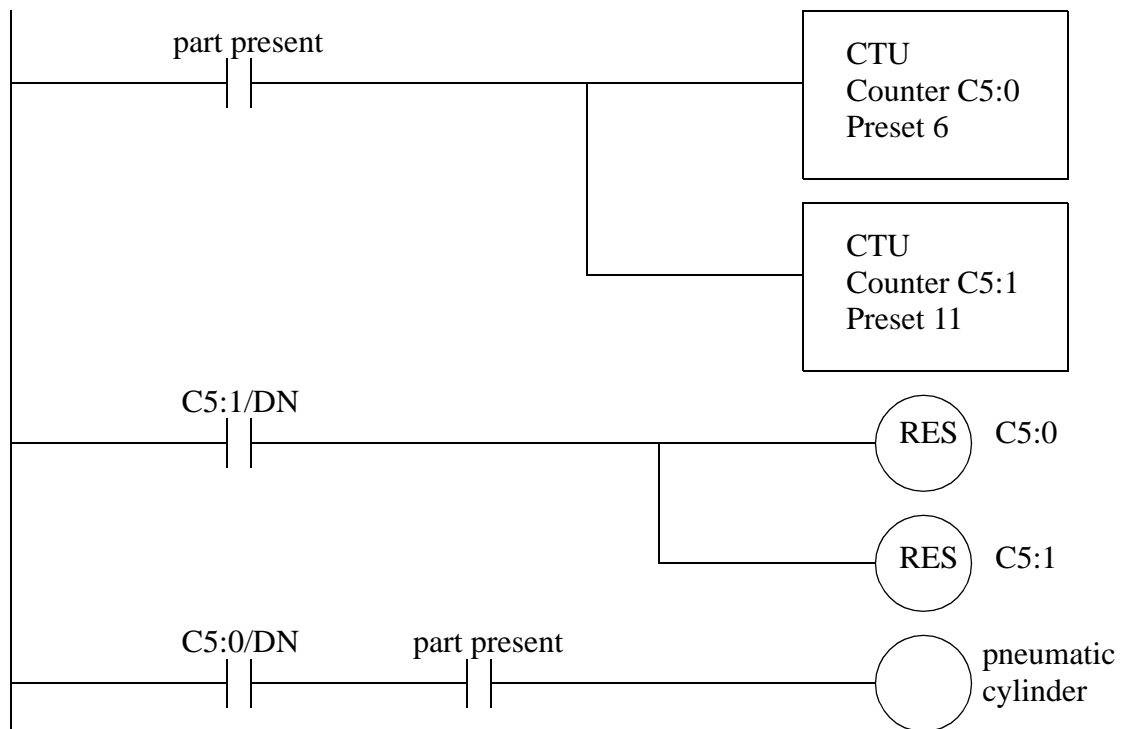 part present
CTU
Counter C5:0
Preset 6
CTU
Counter C5:1
Preset 11
C5:1/DN
RES C5:0
RES C5:1
C5:0/DN
part present
pneumatic
cylinder